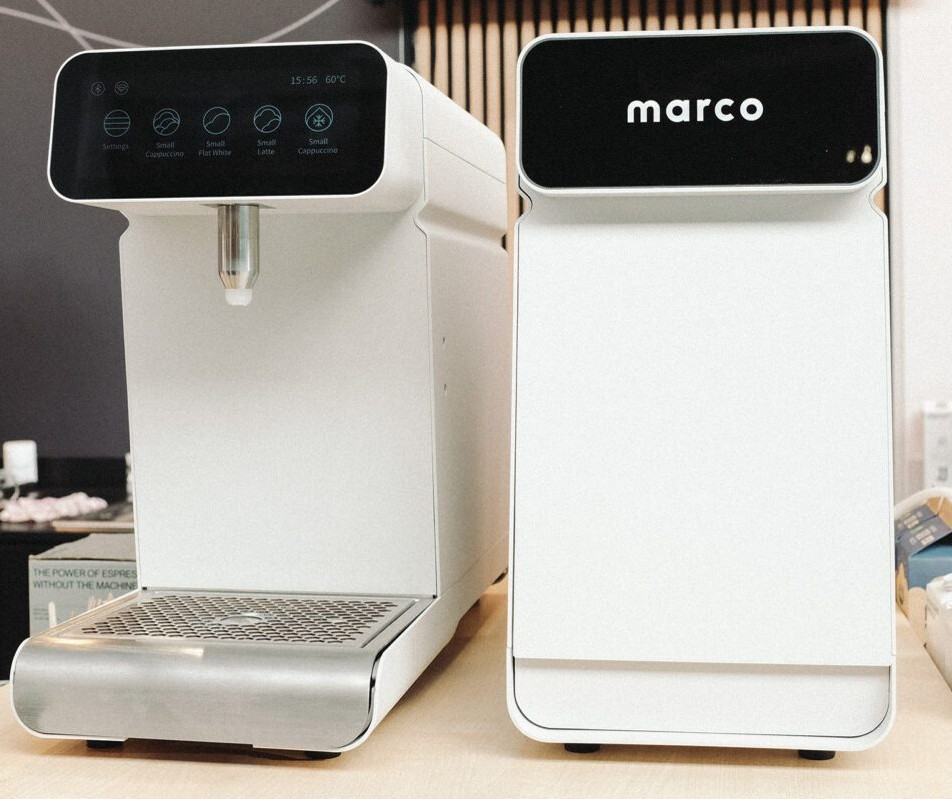 15:56 60°C
Settings
Small
Cappuccino
Small
Flat White
Small
Latte
Small
Cappuccino
marco
THE POWER OF ESPRES
WITHOUT THE MACHINE